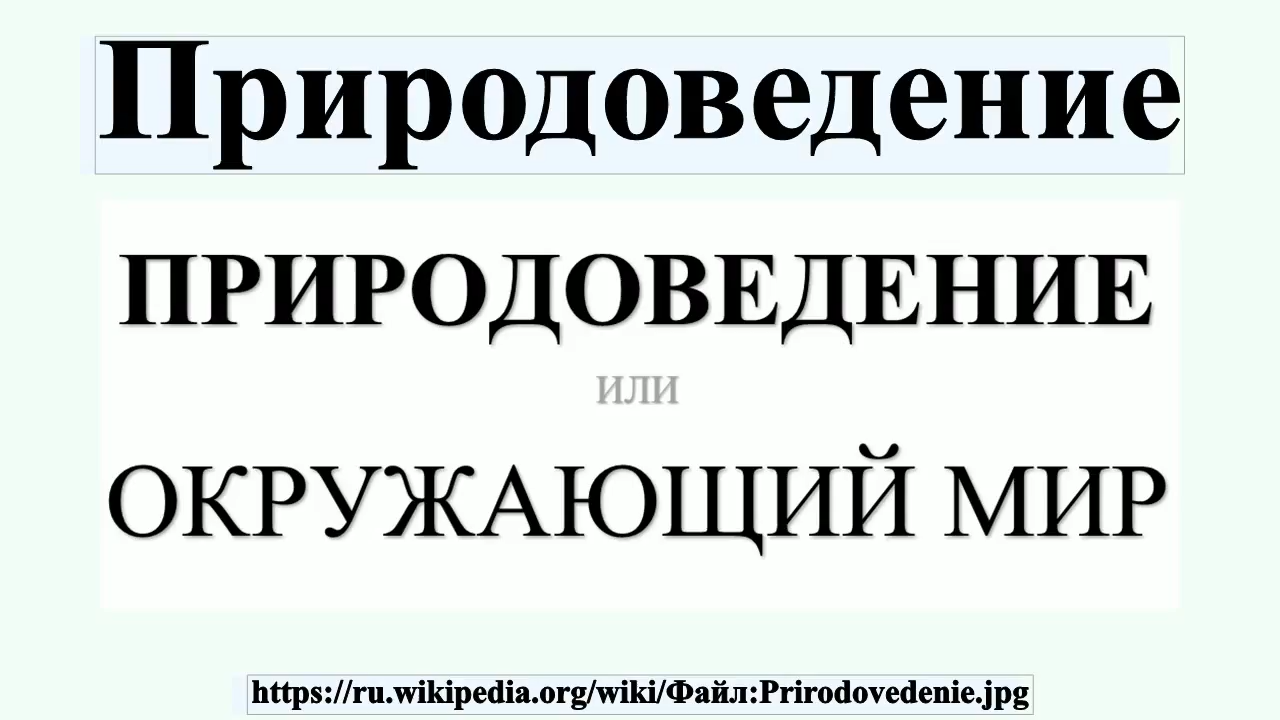 Природоведение
ПРИРОДОВЕДЕНИЕ
или
ОКРУЖАЮЩИЙ МИР
https://ru.wikipedia.org/wiki/Файл:Prirodovedenie.jpg